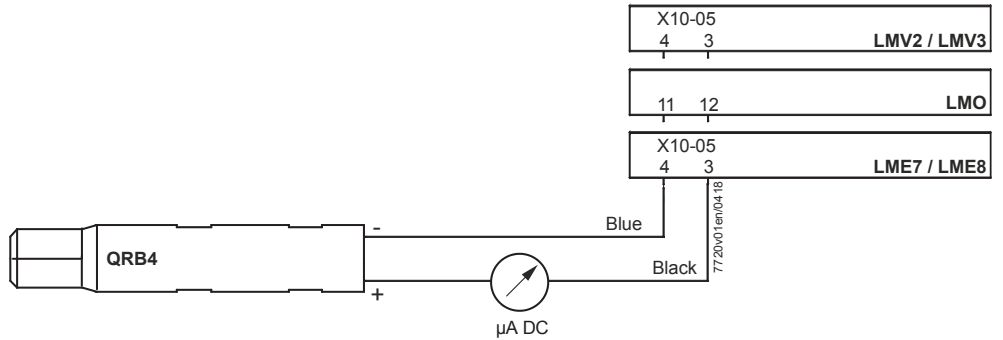 X10-05
4 3 LMV2 / LMV3
11 12 LMO
X10-05
4 3 LME7 / LME8
7720v01en/0418
Blue
-
QRB4
Black
+
µA DC